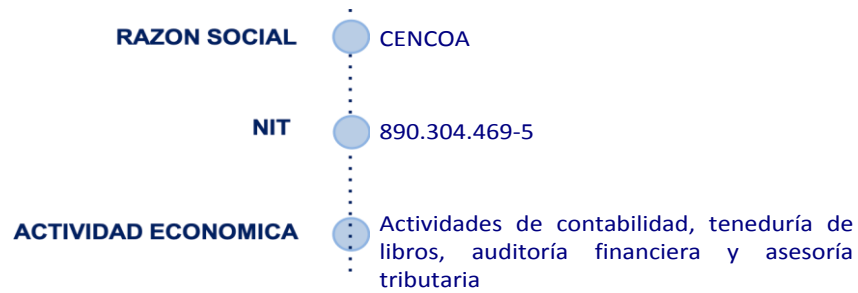 RAZON SOCIAL
CENCOA
NIT
890.304.469-5
ACTIVIDAD ECONOMICA
Actividades de contabilidad, teneduría de
libros, auditoría financiera y asesoría
tributaria